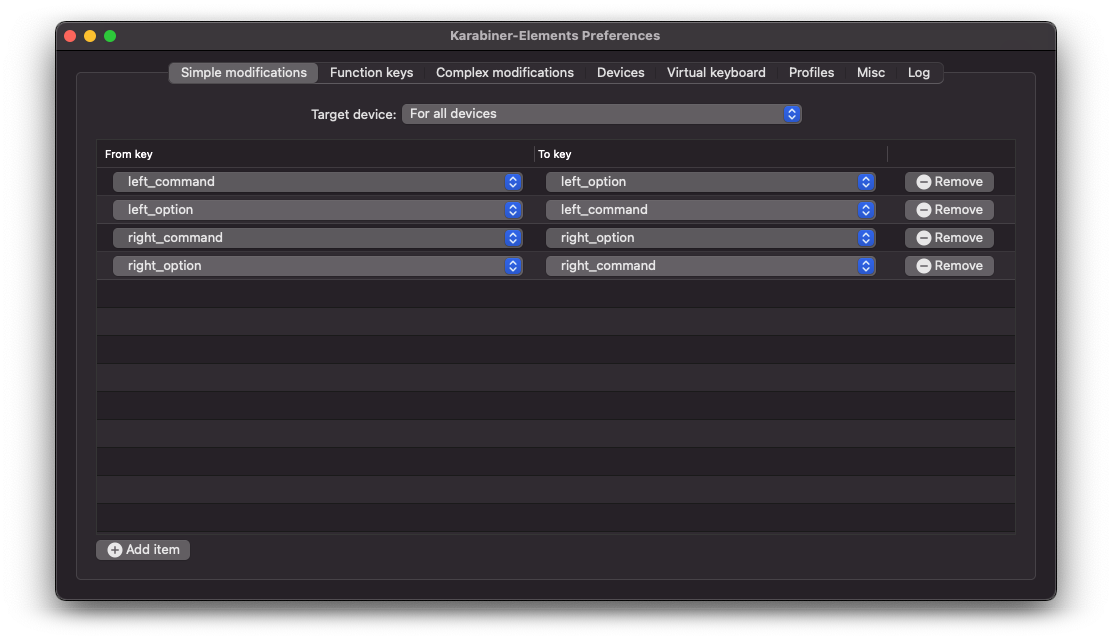 Karabiner-Elements Preferences
Simple modifications Function keys Complex modifications Devices Virtual keyboard Profiles Misc Log
Target device: For all devices
From key To key
left_command left_option Remove
left_option left_command Remove
right_command right_option Remove
right_option right_command Remove
Add item